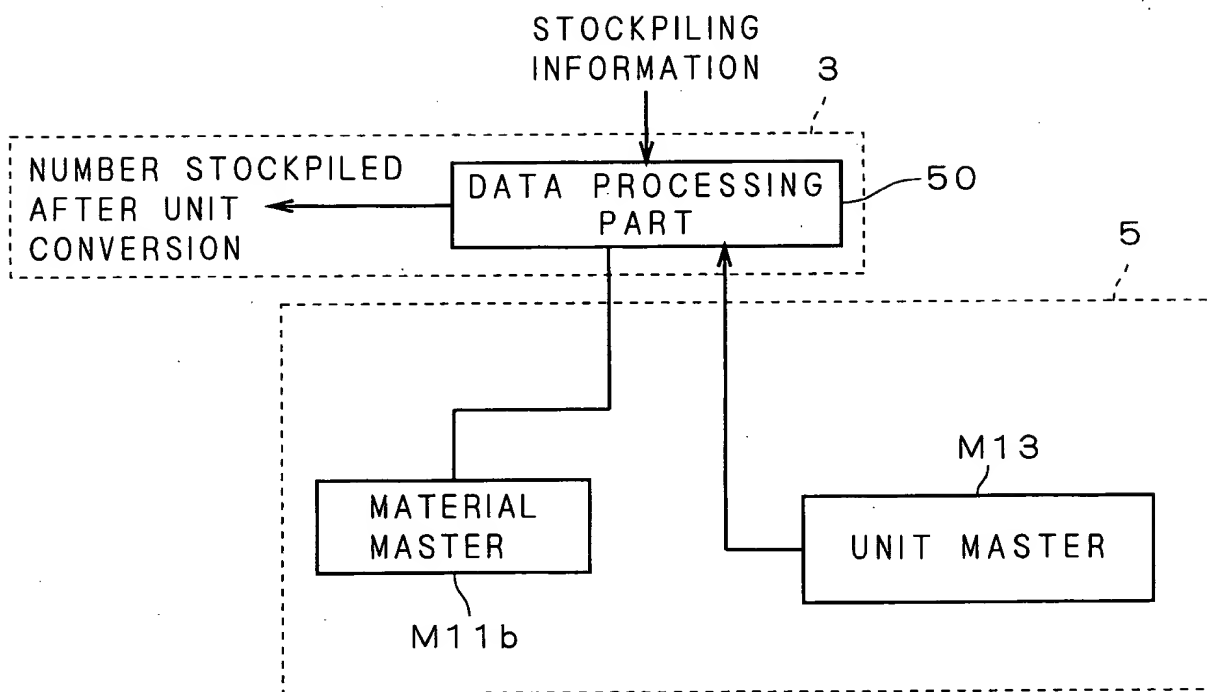 STOCKPILING
INFORMATION
3
NUMBER STOCKPILED
AFTER UNIT
CONVERSION
DATA PROCESSING
PART
50
5
M13
MATERIAL
MASTER
UNIT MASTER
M11b